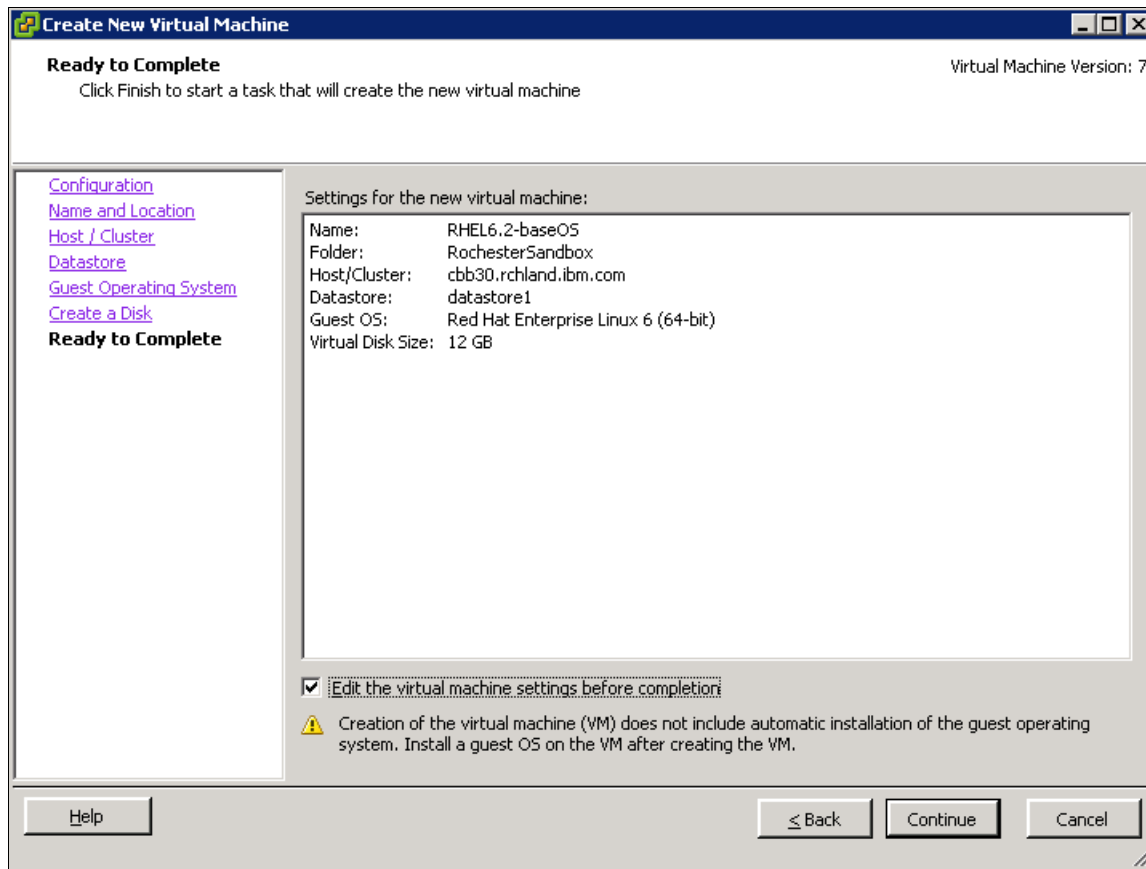 Create New Virtual Machine
Ready to Complete
Virtual Machine Version: 7
Click Finish to start a task that will create the new virtual machine
Configuration
Name and Location
Host / Cluster
Datastore
Guest Operating System
Create a Disk
Ready to Complete
Settings for the new virtual machine:
Name: RHEL6.2-baseOS
Folder: RochesterSandbox
Host/Cluster: cbb30.rchland.ibm.com
Datastore: datastore1
Guest OS: Red Hat Enterprise Linux 6 (64-bit)
Virtual Disk Size: 12 GB
Edit the virtual machine settings before completion
Creation of the virtual machine (VM) does not include automatic installation of the guest operating
system. Install a guest OS on the VM after creating the VM.
Help
< Back
Continue
Cancel